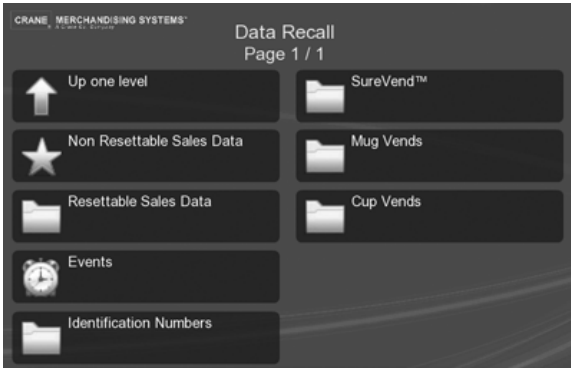 CRANE MERCHANDISING SYSTEMS
Data Recall
Page 1 / 1
Up one level
Non Resettable Sales Data
Resettable Sales Data
Events
Identification Numbers
SureVend™
Mug Vends
Cup Vends